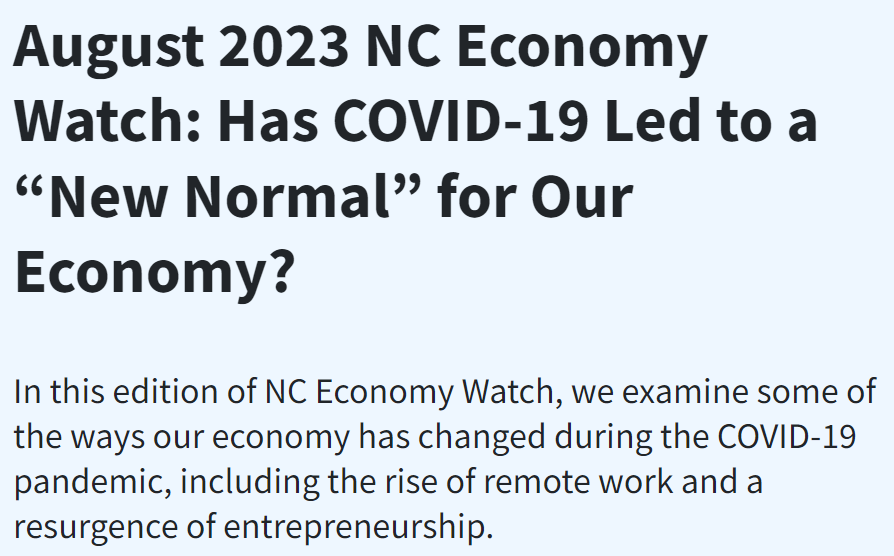 August 2023 NC Economy
Watch: Has COVID-19 Led to a
“New Normal” for Our
Economy?
In this edition of NC Economy Watch, we examine some of
the ways our economy has changed during the COVID-19
pandemic, including the rise of remote work and a
resurgence of entrepreneurship.